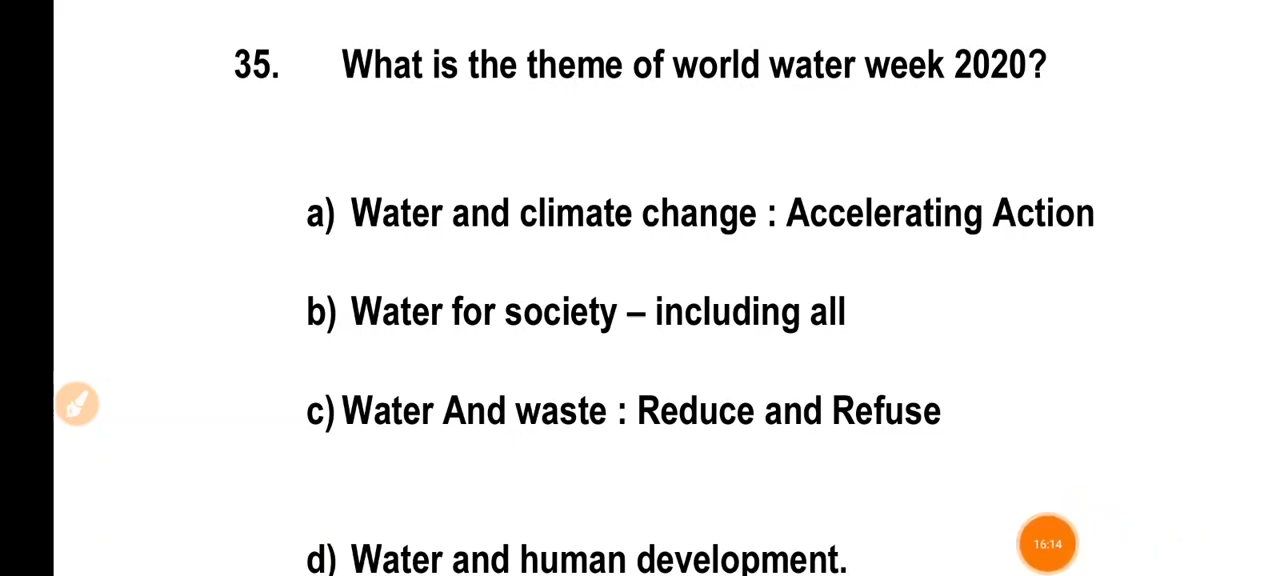 35. What is the theme of world water week 2020?
a) Water and climate change : Accelerating Action
b) Water for society – including all
c) Water And waste : Reduce and Refuse
d) Water and human development.
16:14